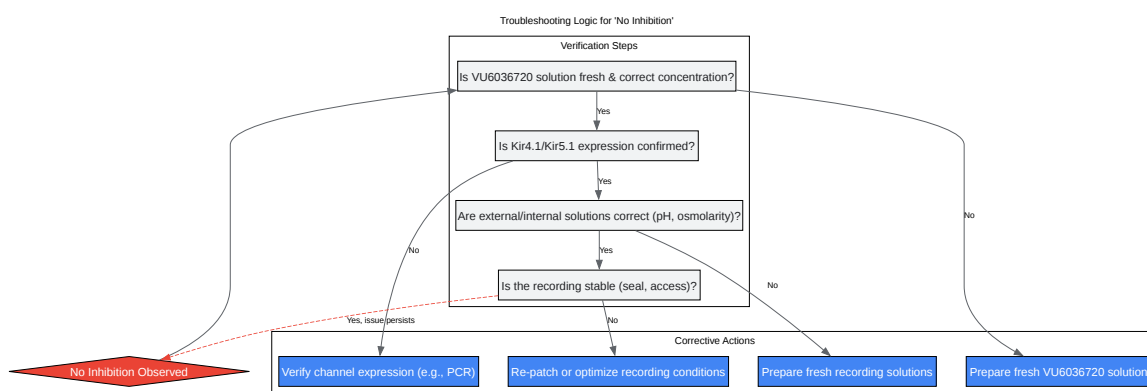 Troubleshooting Logic for 'No Inhibition'
Verification Steps
Is VU6036720 solution fresh & correct concentration?
Yes
Is Kir4.1/Kir5.1 expression confirmed?
Yes
Are external/internal solutions correct (pH, osmolarity)?
No
No
Yes
Is the recording stable (seal, access)?
No
Yes, issue persists
No
Corrective Actions
No Inhibition Observed
Verify channel expression (e.g., PCR)
Re-patch or optimize recording conditions
Prepare fresh recording solutions
Prepare fresh VU6036720 solution